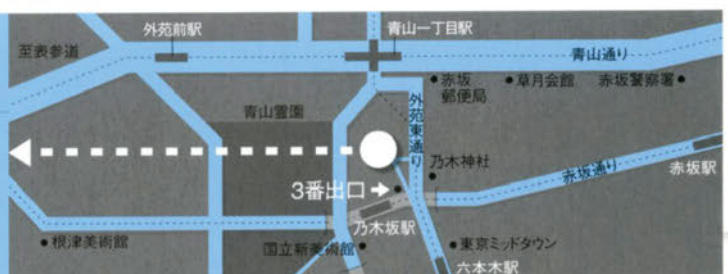 外苑前駅
青山一丁目駅
至表参道
青山通り
赤坂
郵便局
草月会館
赤坂警察署
青山霊園
外苑東通り
乃木神社
赤坂通り
赤坂駅
3番出口
乃木坂駅
根津美術館
国立新美術館
東京ミッドタウン
六本木駅